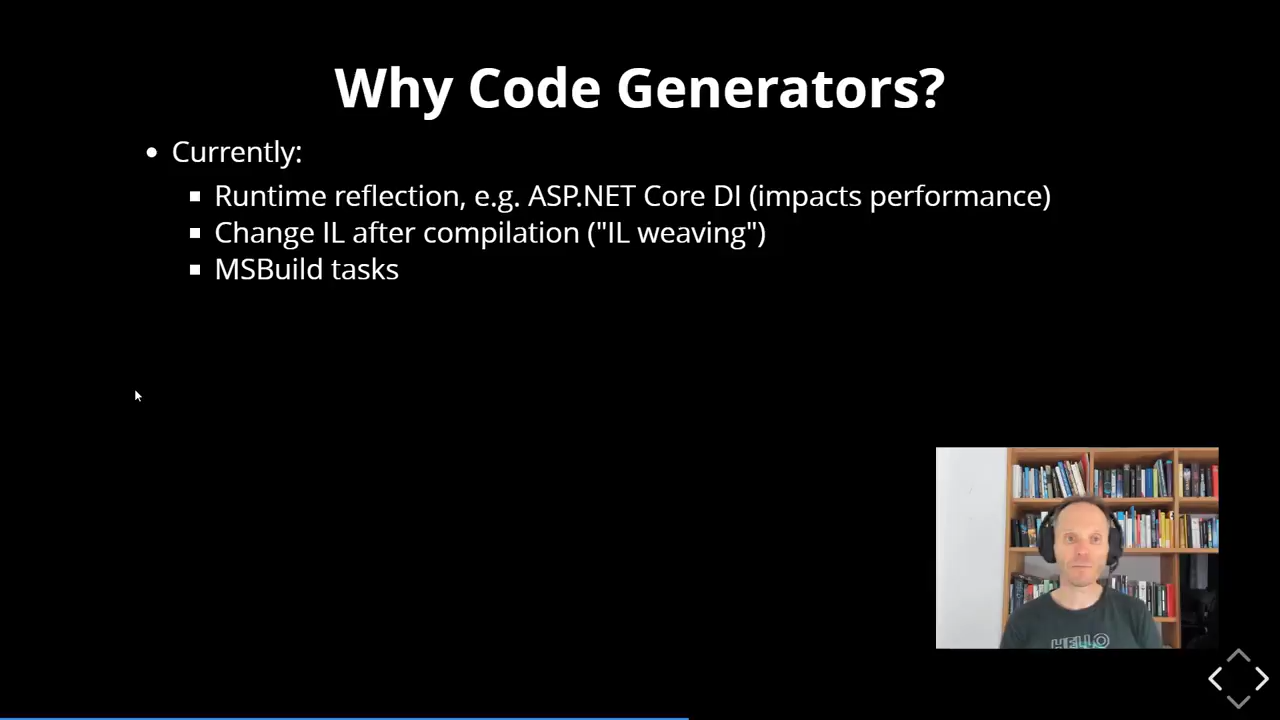 Why Code Generators?
Currently:
Runtime reflection, e.g. ASP.NET Core DI (impacts performance)
Change IL after compilation ("IL weaving")
MSBuild tasks
HELLO